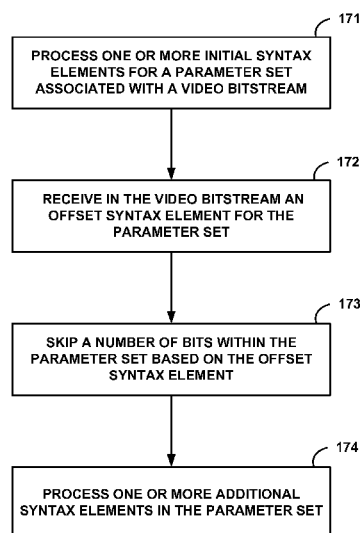 171
PROCESS ONE OR MORE INITIAL SYNTAX
ELEMENTS FOR A PARAMETER SET
ASSOCIATED WITH A VIDEO BITSTREAM
172
RECEIVE IN THE VIDEO BITSTREAM AN
OFFSET SYNTAX ELEMENT FOR THE
PARAMETER SET
173
SKIP A NUMBER OF BITS WITHIN THE
PARAMETER SET BASED ON THE OFFSET
SYNTAX ELEMENT
174
PROCESS ONE OR MORE ADDITIONAL
SYNTAX ELEMENTS IN THE PARAMETER SET